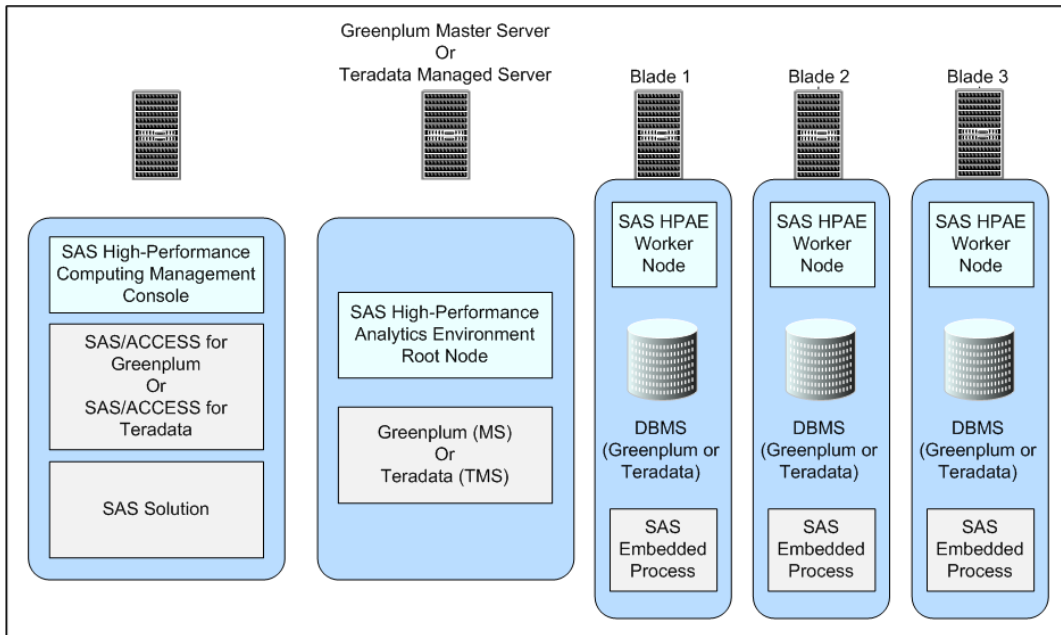 Greenplum Master Server
Or
Teradata Managed Server
Blade 1
Blade 2
Blade 3
SAS High-Performance
Computing Management
Console
SAS/ACCESS for
Greenplum
Or
SAS/ACCESS for
Teradata
SAS Solution
SAS High-Performance
Analytics Environment
Root Node
Greenplum (MS)
Or
Teradata (TMS)
SAS HPAE
Worker
Node
DBMS
(Greenplum or
Teradata)
SAS
Embedded
Process
SAS HPAE
Worker
Node
DBMS
(Greenplum or
Teradata)
SAS
Embedded
Process
SAS HPAE
Worker
Node
DBMS
(Greenplum or
Teradata)
SAS
Embedded
Process